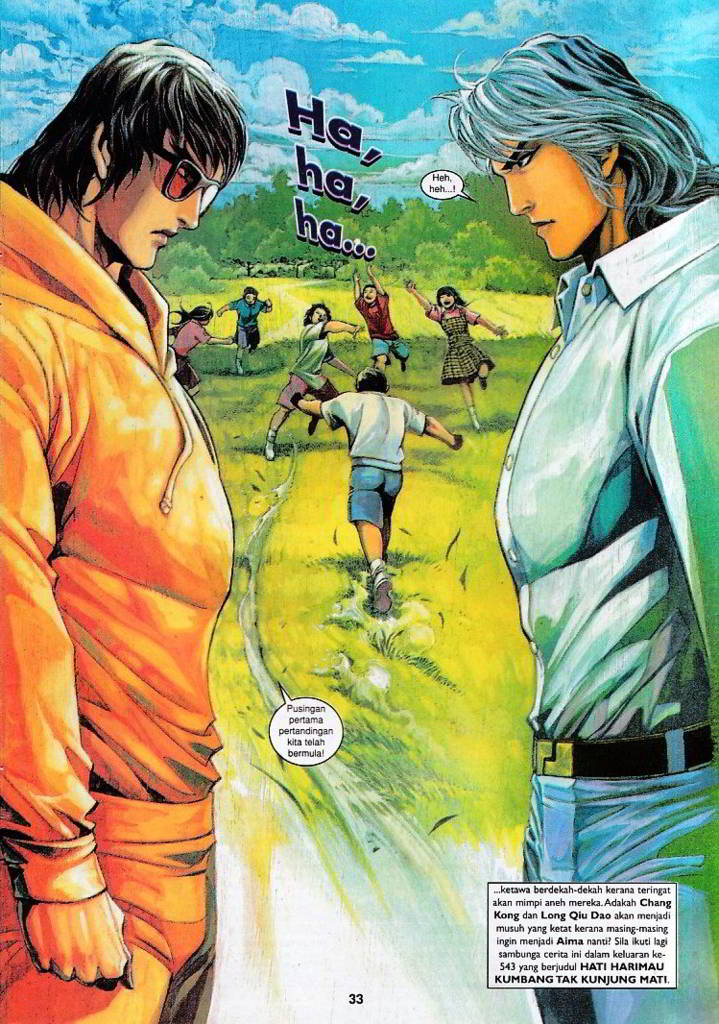 Ha,
ha,
ha...
Heh,
heh...!
Pusingan
pertama
pertandingan
kita telah
bermula!
...ketawa berdekah-dekah kerana teringat
akan mimpi aneh mereka. Adakah Chang
Kong dan Long Qiu Dao akan menjadi
musuh yang ketat kerana masing-masing
ingin menjadi Aima nanti? Sila ikuti lagi
sambunga cerita ini dalam keluaran ke-
543 yang berjudul HATI HARIMAU
KUMBANG TAK KUNJUNG MATI.
33